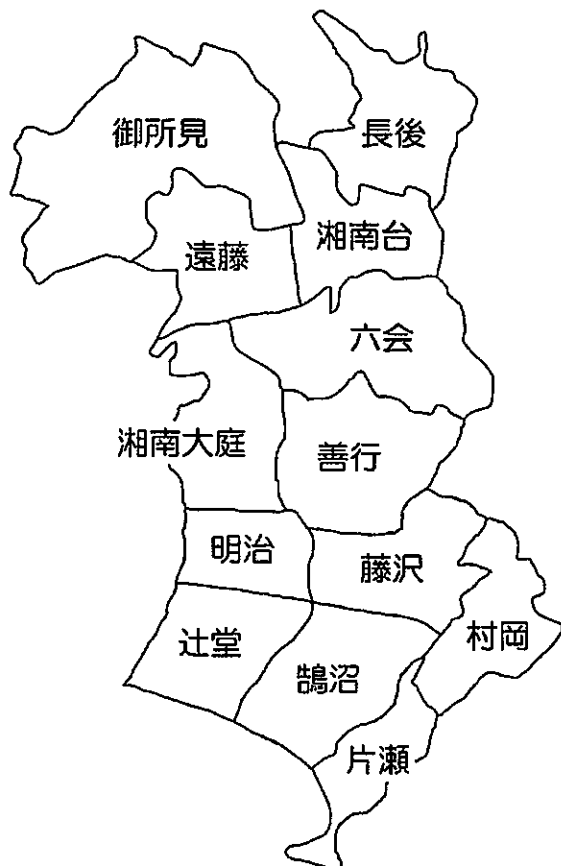 御所見
長後
湘南台
遠藤
六会
湘南大庭
善行
明治
藤沢
村岡
辻堂
鵠沼
片瀬